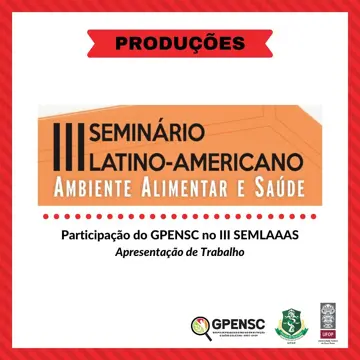 PRODUÇÕES
III SEMINÁRIO
LATINO-AMERICANO
AMBIENTE ALIMENTAR E SAÚDE
Participação do GPENSC no III SEMLAAAS
Apresentação de Trabalho
GPENSC
UFOP